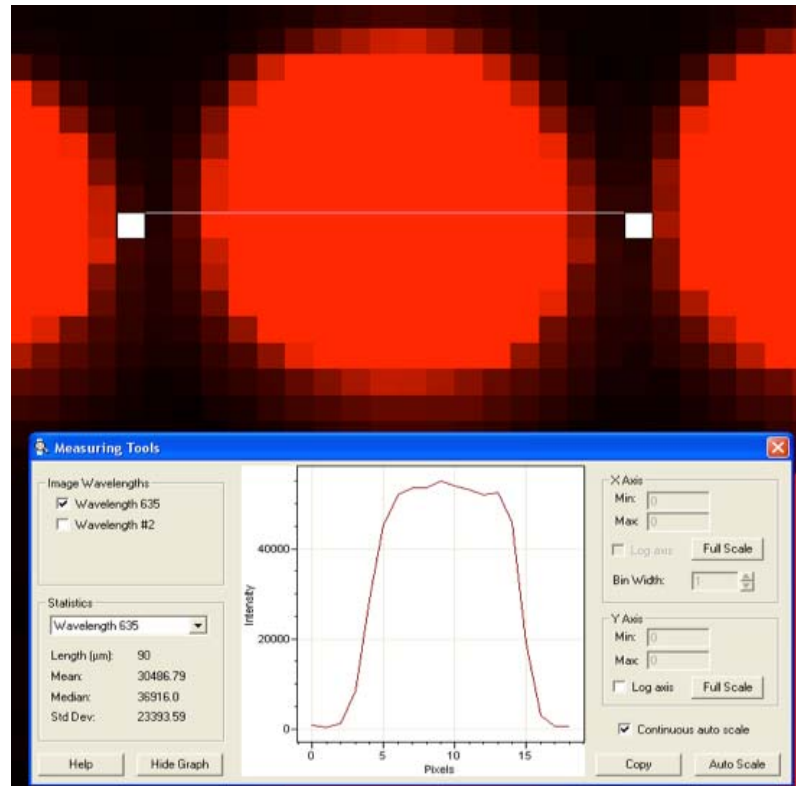 Measuring Tools
Image Wavelengths
Wavelength 635
Wavelength #2
Statistics
Wavelength 635
Length (µm): 90
Mean: 30486.79
Median: 36916.0
Std Dev: 23393.59
Help Hide Graph
Intensity
40000
20000
0
0 5 10 15
Pixels
X Axis
Min: 0
Max: 0
Log axis Full Scale
Bin Width: 1
Y Axis
Min: 0
Max: 0
Log axis Full Scale
Continuous auto scale
Copy Auto Scale